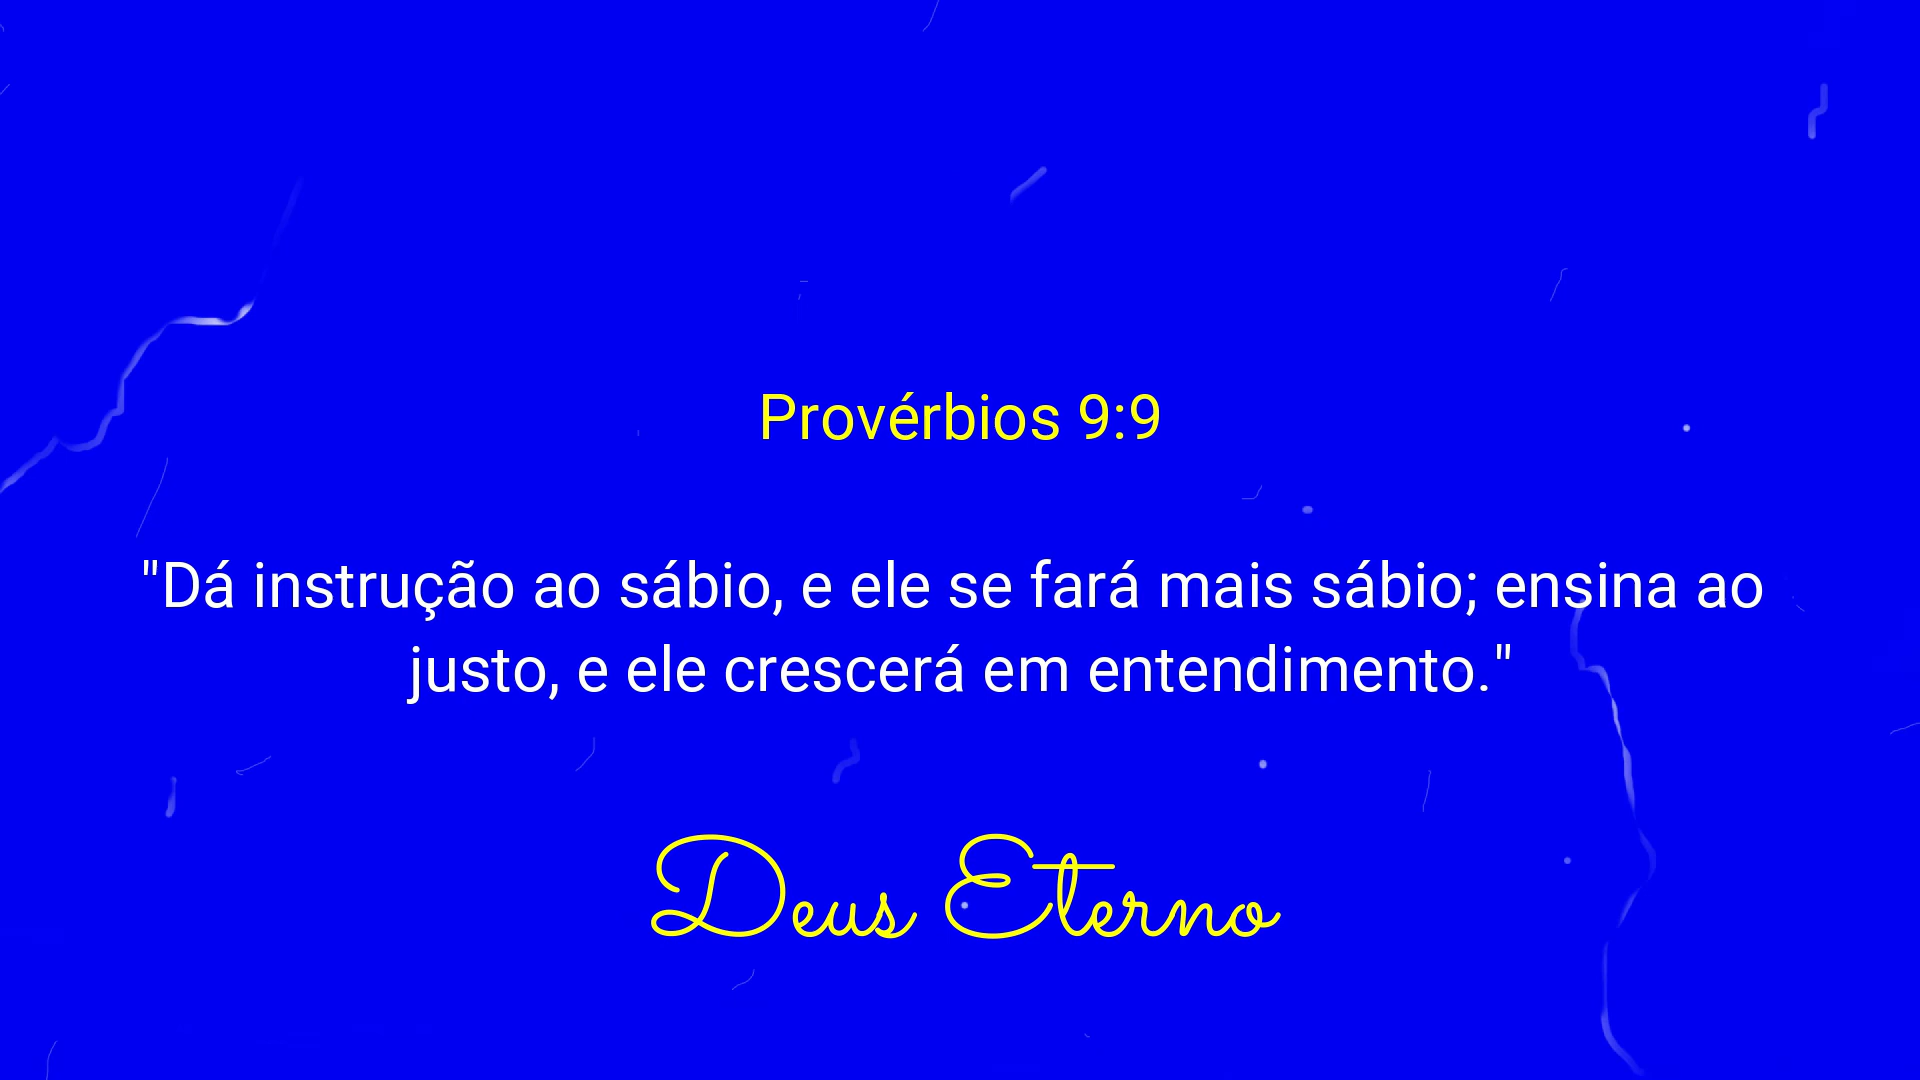 Provérbios 9:9
"Dá instrução ao sábio, e ele se fará mais sábio; ensina ao
justo, e ele crescerá em entendimento."
Deus Eterno